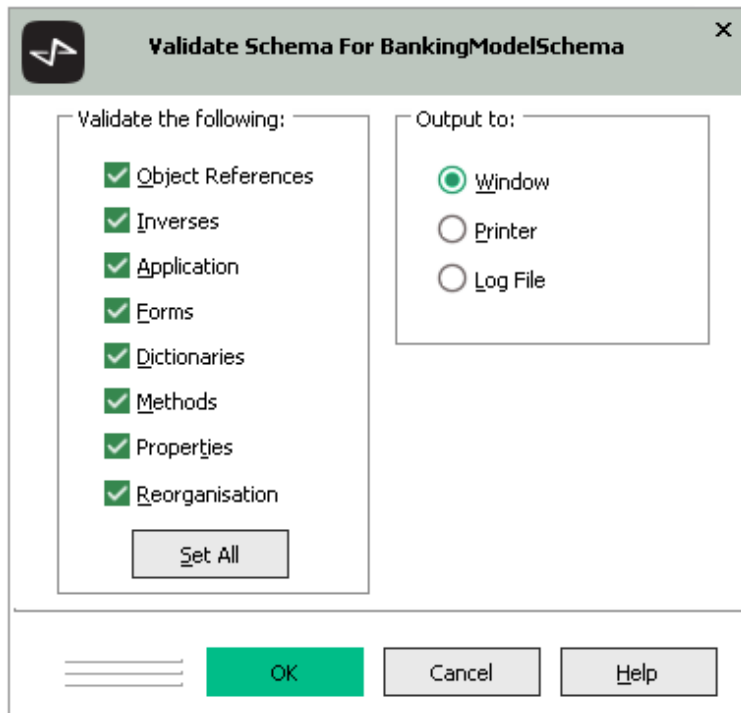 Validate Schema For BankingModelSchema
Validate the following:
Object References
Inverses
Application
Forms
Dictionaries
Methods
Properties
Reorganisation
Set All
Output to:
Window
Printer
Log File
OK
Cancel
Help